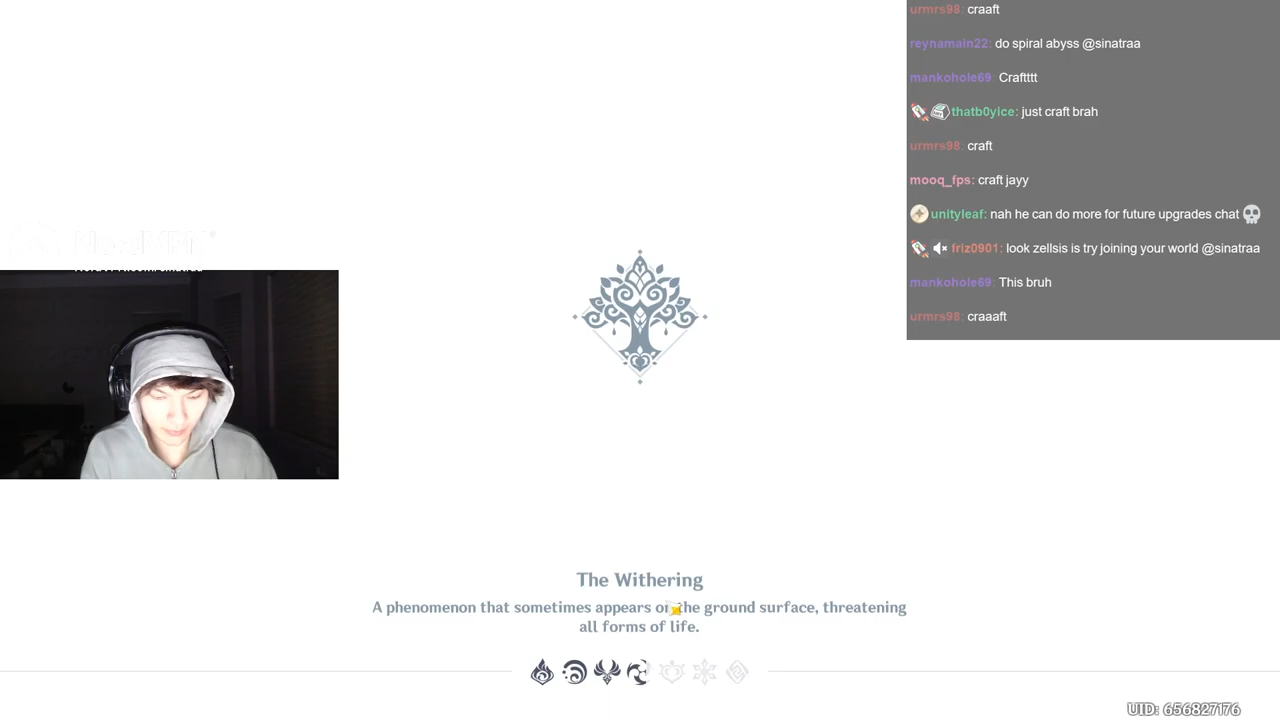 urmrs98: craaft
reynamain22: do spiral abyss @sinatraa
mankohole69: Craftttt
thatb0yice: just craft brah
urmrs98: craft
mooq_fps: craft jayy
unityleaf: nah he can do more for future upgrades chat
friz0901: look zellsis is try joining your world @sinatraa
mankohole69: This bruh
urmrs98: craaaft
NordVPN
The Withering
A phenomenon that sometimes appears on the ground surface, threatening
all forms of life.
UID: 656827176